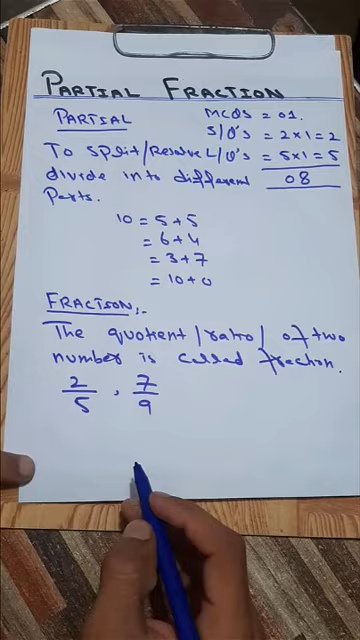 PARTIAL FRACTION
PARTIAL
MCQS = 01.
S/Q'S = 2×1=2
To split/Resolve L/Q's = 5×1=5
divide into different
08
Parts.
10 = 5+5
= 6+4
= 3+7
= 10+0
FRACTION:-
The quotient/ratio/ of two
number is called fraction.
2/5 , 7/9